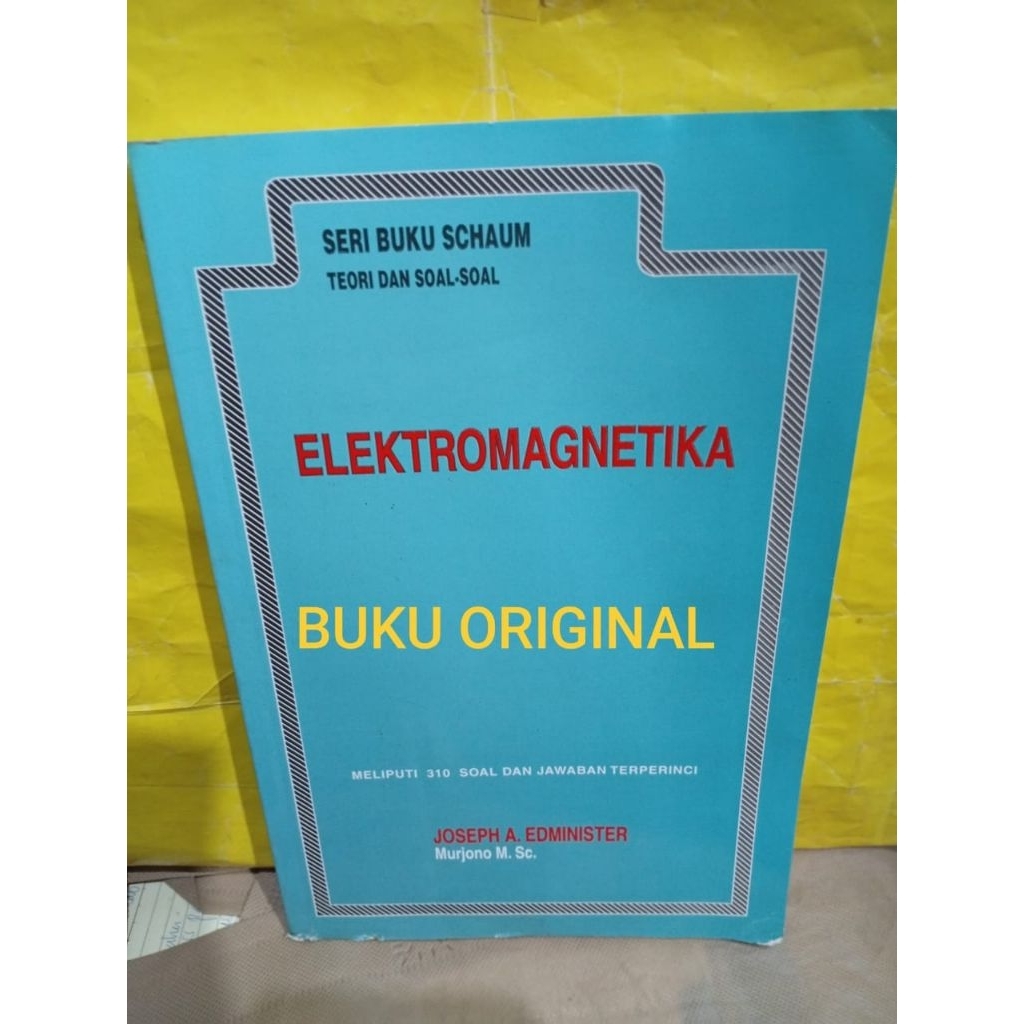 SERI BUKU SCHAUM
TEORI DAN SOAL-SOAL
ELEKTROMAGNETIKA
BUKU ORIGINAL
MELIPUTI 310 SOAL DAN JAWABAN TERPERINCI
JOSEPH A. EDMINISTER
Murjono M. Sc.